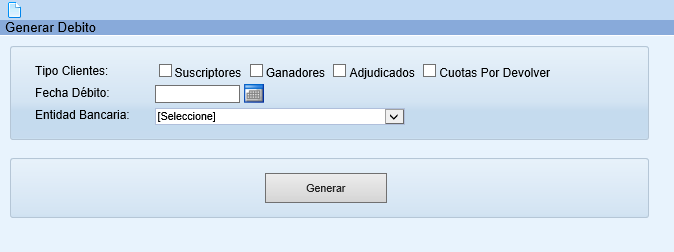 Generar Debito
Tipo Clientes: Suscriptores Ganadores Adjudicados Cuotas Por Devolver
Fecha Débito:
Entidad Bancaria: [Seleccione]
Generar